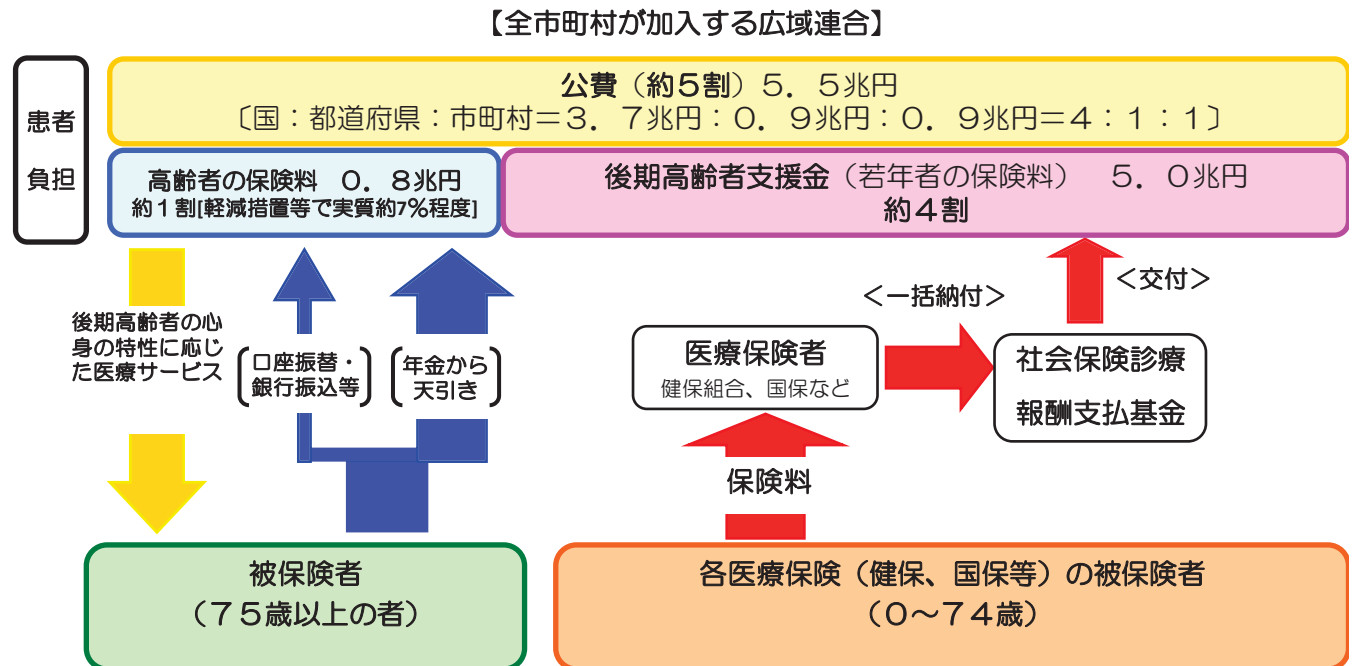 【全市町村が加入する広域連合】
患者
負担
公費（約５割）５．５兆円
〔国：都道府県：市町村＝３．７兆円：０．９兆円：０．９兆円＝４：１：１〕
高齢者の保険料　０．８兆円
約１割[軽減措置等で実質約7％程度]
後期高齢者支援金（若年者の保険料）　５．０兆円
約４割
後期高齢者の心
身の特性に応じ
た医療サービス
口座振替・
銀行振込等
年金から
天引き
＜一括納付＞
＜交付＞
医療保険者
健保組合、国保など
社会保険診療
報酬支払基金
保険料
被保険者
（７５歳以上の者）
各医療保険（健保、国保等）の被保険者
（０～７４歳）